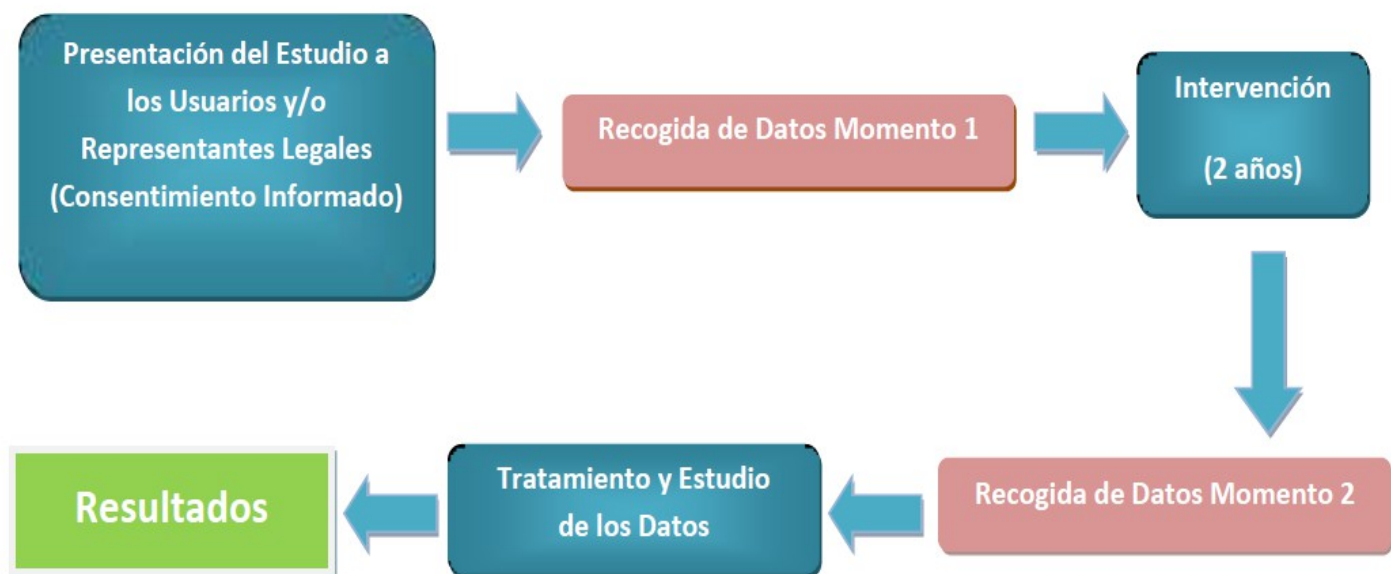 Presentación del Estudio a
los Usuarios y/o
Representantes Legales
(Consentimiento Informado)
Recogida de Datos Momento 1
Intervención
(2 años)
Recogida de Datos Momento 2
Tratamiento y Estudio
de los Datos
Resultados